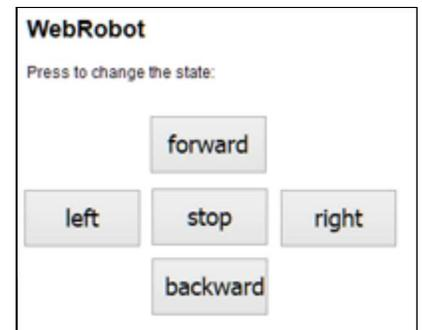 WebRobot
Press to change the state:
forward
left stop right
backward